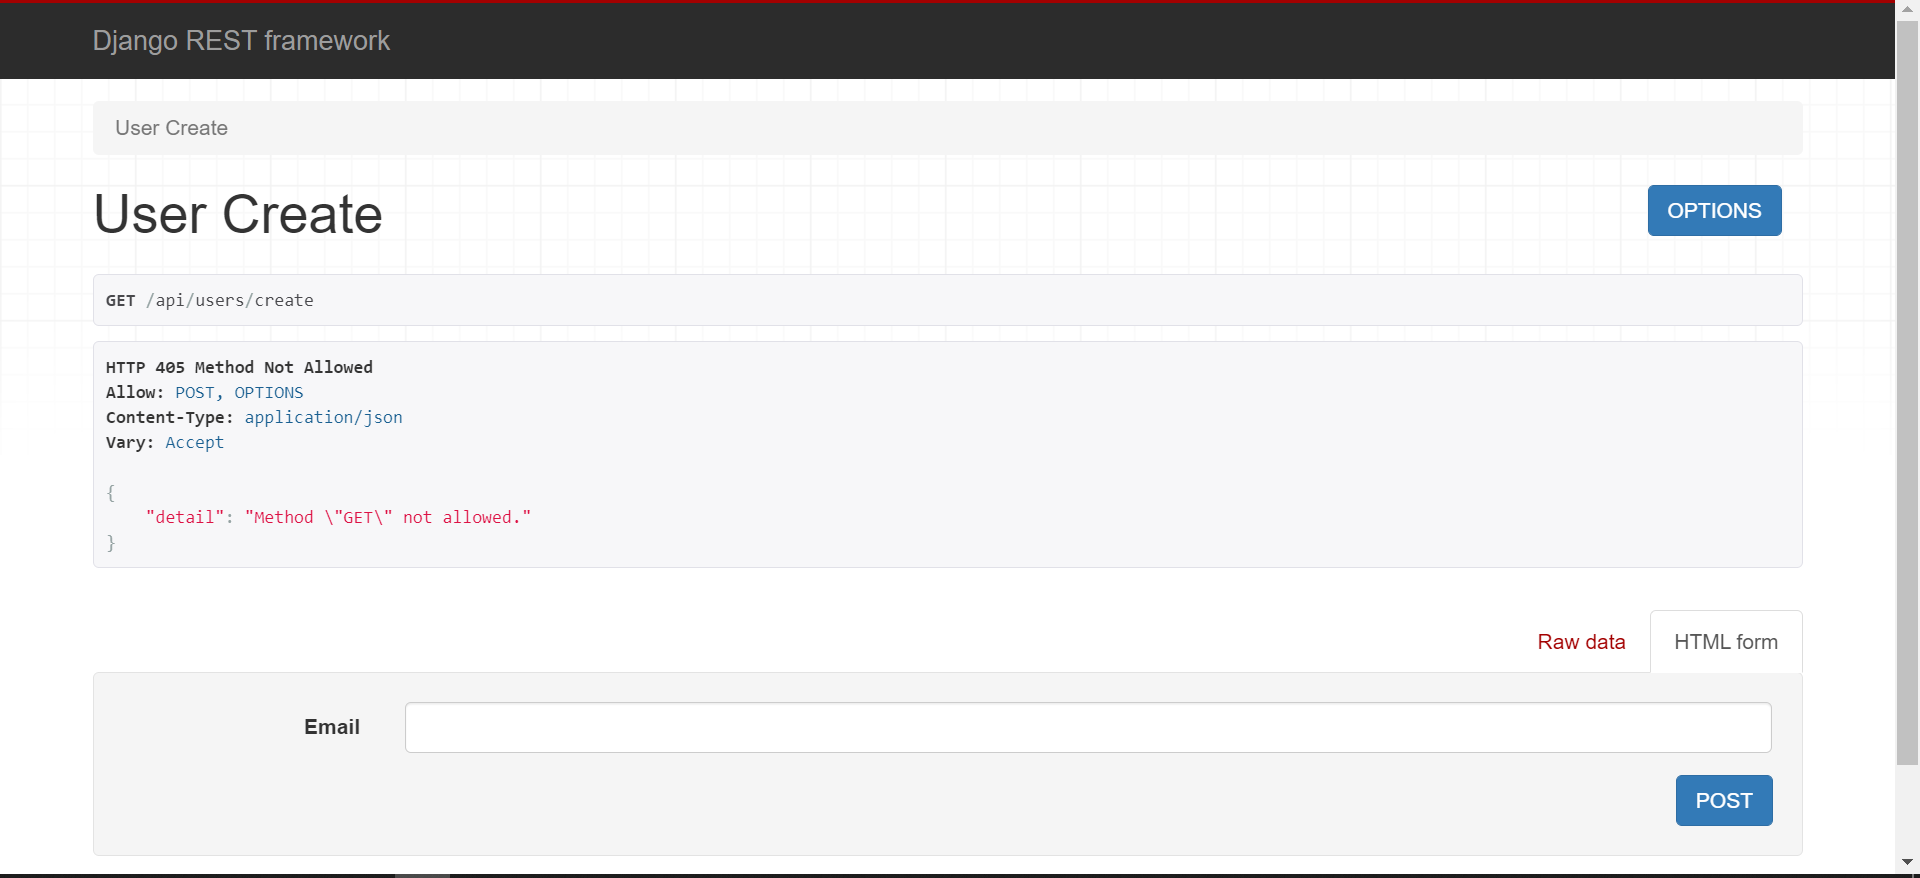 Django REST framework
User Create
User Create
OPTIONS
GET /api/users/create
HTTP 405 Method Not Allowed
Allow: POST, OPTIONS
Content-Type: application/json
Vary: Accept
{
    "detail": "Method \"GET\" not allowed."
}
Raw data
HTML form
Email
POST